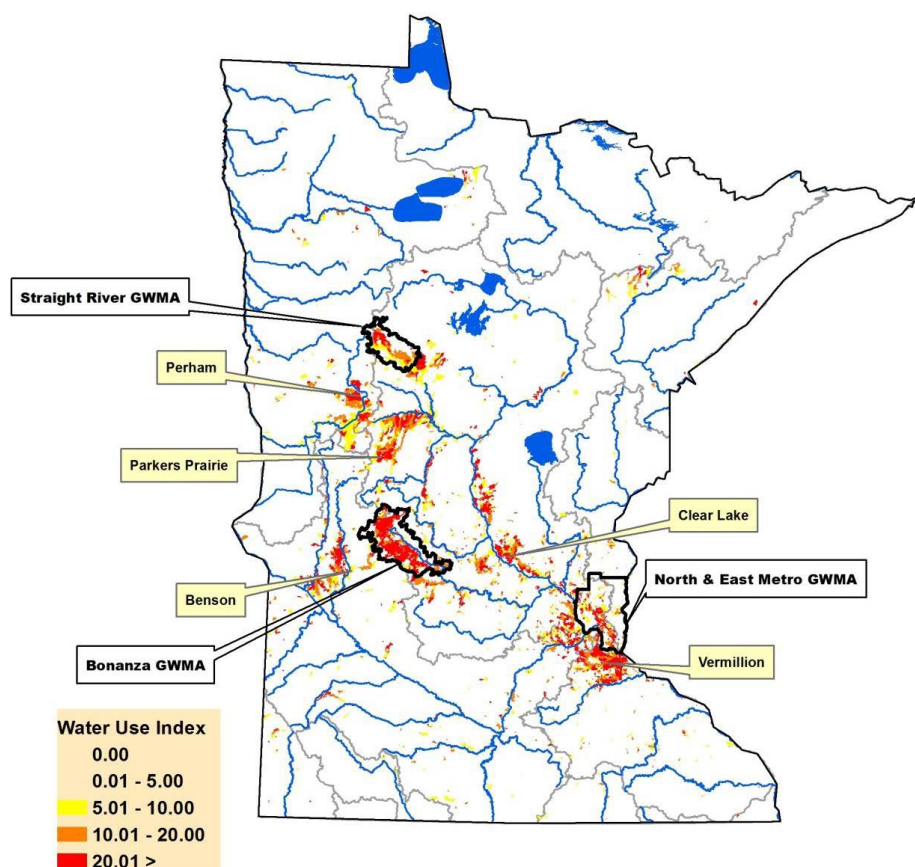 Straight River GWMA
Perham
Parkers Prairie
Clear Lake
North & East Metro GWMA
Benson
Bonanza GWMA
Vermillion
Water Use Index
0.00
0.01 - 5.00
5.01 - 10.00
10.01 - 20.00
20.01 >